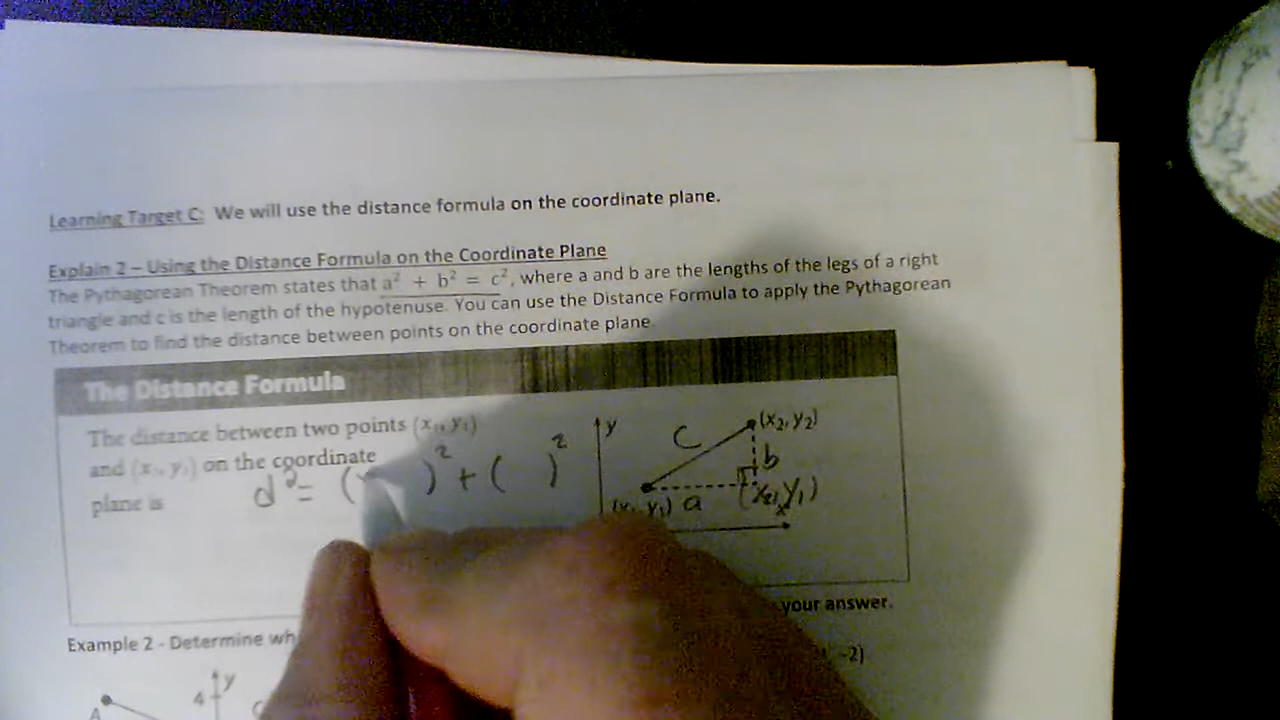 Learning Target C: We will use the distance formula on the coordinate plane.
Explain 2 – Using the Distance Formula on the Coordinate Plane
The Pythagorean Theorem states that a² + b² = c², where a and b are the lengths of the legs of a right
triangle and c is the length of the hypotenuse. You can use the Distance Formula to apply the Pythagorean
Theorem to find the distance between points on the coordinate plane.
The Distance Formula
The distance between two points (x₁, y₁)
and (x₂, y₂) on the coordinate
plane is
d² = ( )² + ( )²
y
(x₂, y₂)
c
b
a
(x₂, y₁)
x
your answer.
Example 2 - Determine wh
-2)
4
y
A